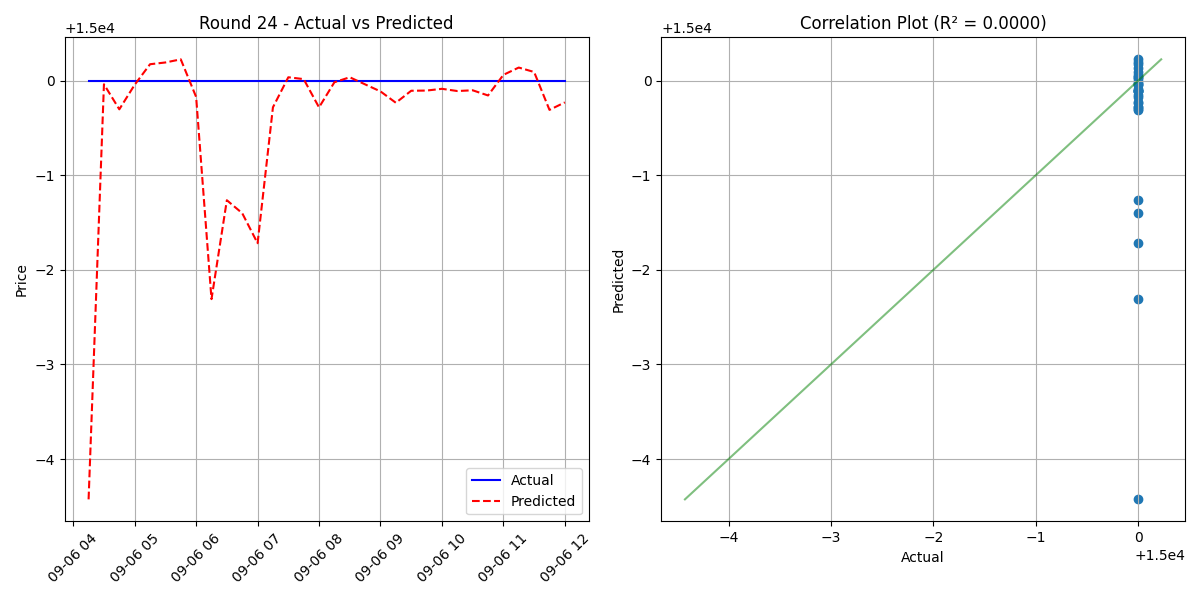 Round 24 - Actual vs Predicted
+1.5e4
Price
0
−1
−2
−3
−4
09-06 04
09-06 05
09-06 06
09-06 07
09-06 08
09-06 09
09-06 10
09-06 11
09-06 12
Actual
Predicted
Correlation Plot (R² = 0.0000)
+1.5e4
Predicted
0
−1
−2
−3
−4
−4
−3
−2
−1
0
Actual
+1.5e4